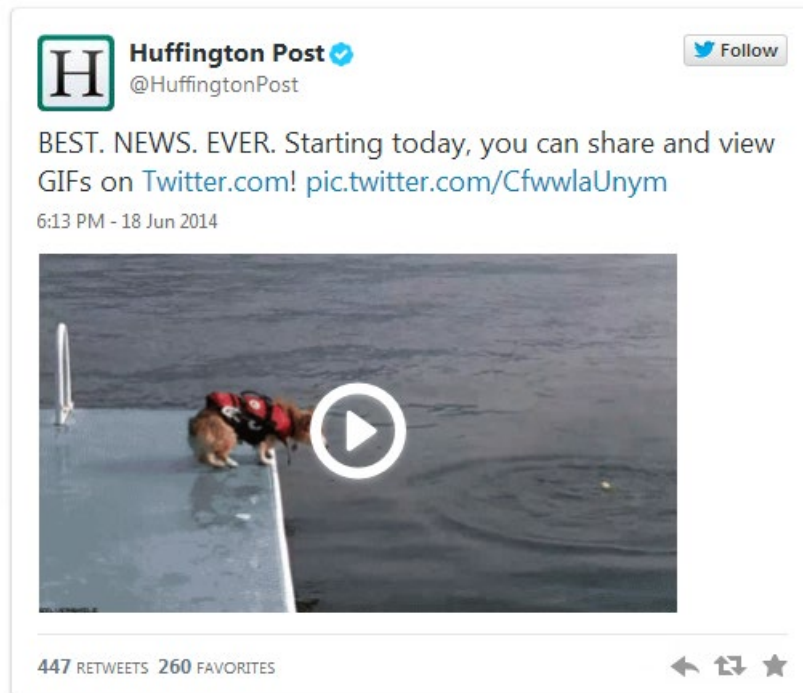 H
Huffington Post
Follow
@HuffingtonPost
BEST. NEWS. EVER. Starting today, you can share and view
GIFs on Twitter.com! pic.twitter.com/CfwwlaUnym
6:13 PM - 18 Jun 2014
447 RETWEETS 260 FAVORITES